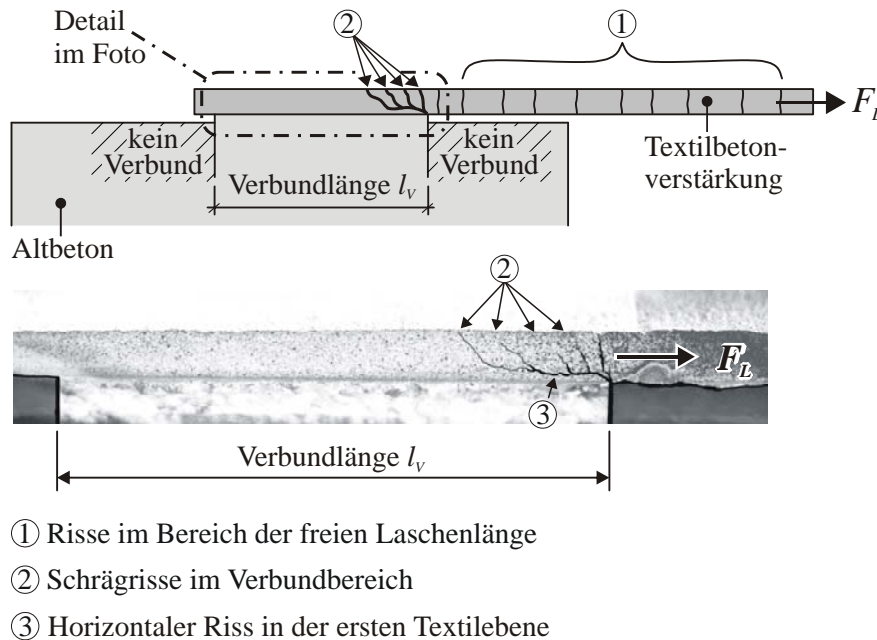 Detail
im Foto
②
①
F_L
kein
Verbund
kein
Verbund
Textilbeton-
verstärkung
Verbundlänge l_V
Altbeton
②
F_L
③
Verbundlänge l_V
① Risse im Bereich der freien Laschenlänge
② Schrägrisse im Verbundbereich
③ Horizontaler Riss in der ersten Textilebene